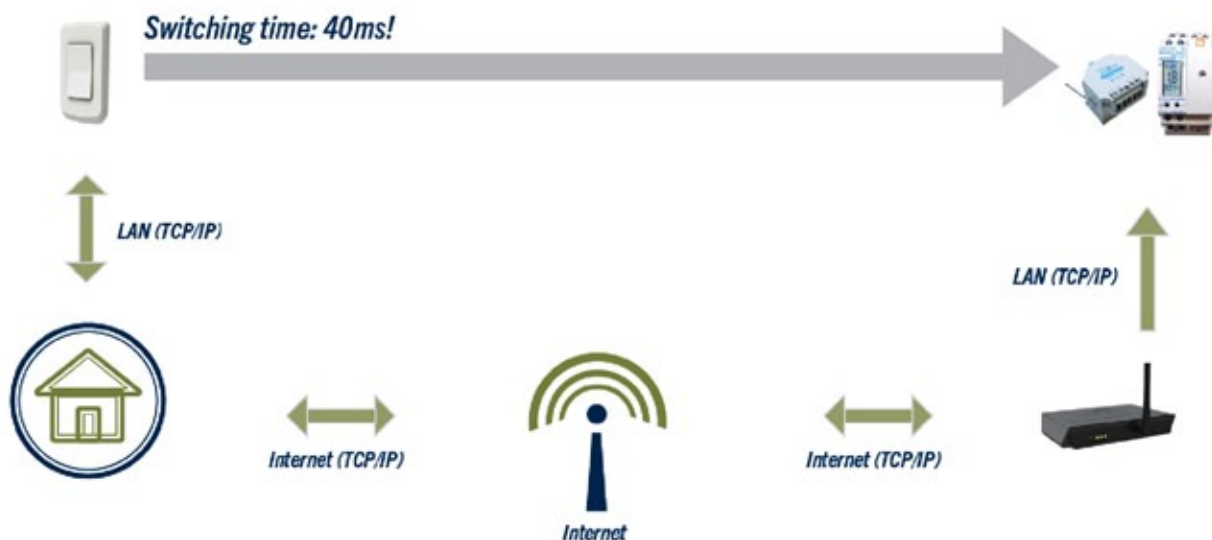 Switching time: 40ms!
LAN (TCP/IP)
LAN (TCP/IP)
Internet (TCP/IP)
Internet (TCP/IP)
Internet